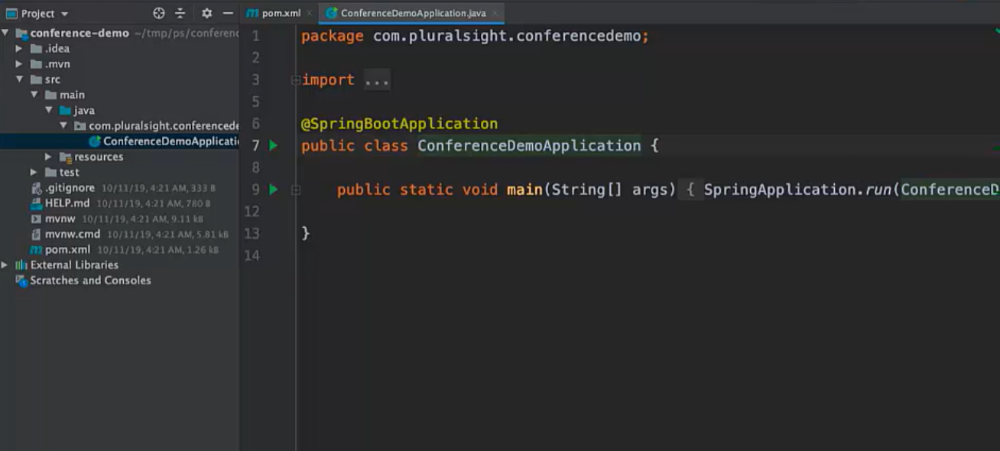 Project
pom.xml
ConferenceDemoApplication.java
conference-demo ~/tmp/ps/conferenc
.idea
.mvn
src
main
java
com.pluralsight.conferencede
ConferenceDemoApplicati
resources
test
.gitignore 10/11/19, 4:21 AM, 333 B
HELP.md 10/11/19, 4:21 AM, 780 B
mvnw 10/11/19, 4:21 AM, 9.11 kB
mvnw.cmd 10/11/19, 4:21 AM, 5.81 kB
pom.xml 10/11/19, 4:21 AM, 1.26 kB
External Libraries
Scratches and Consoles
1 package com.pluralsight.conferencedemo;
2
3 import ...
5
6 @SpringBootApplication
7 public class ConferenceDemoApplication {
8
9 public static void main(String[] args) { SpringApplication.run(ConferenceD
12
13 }
14